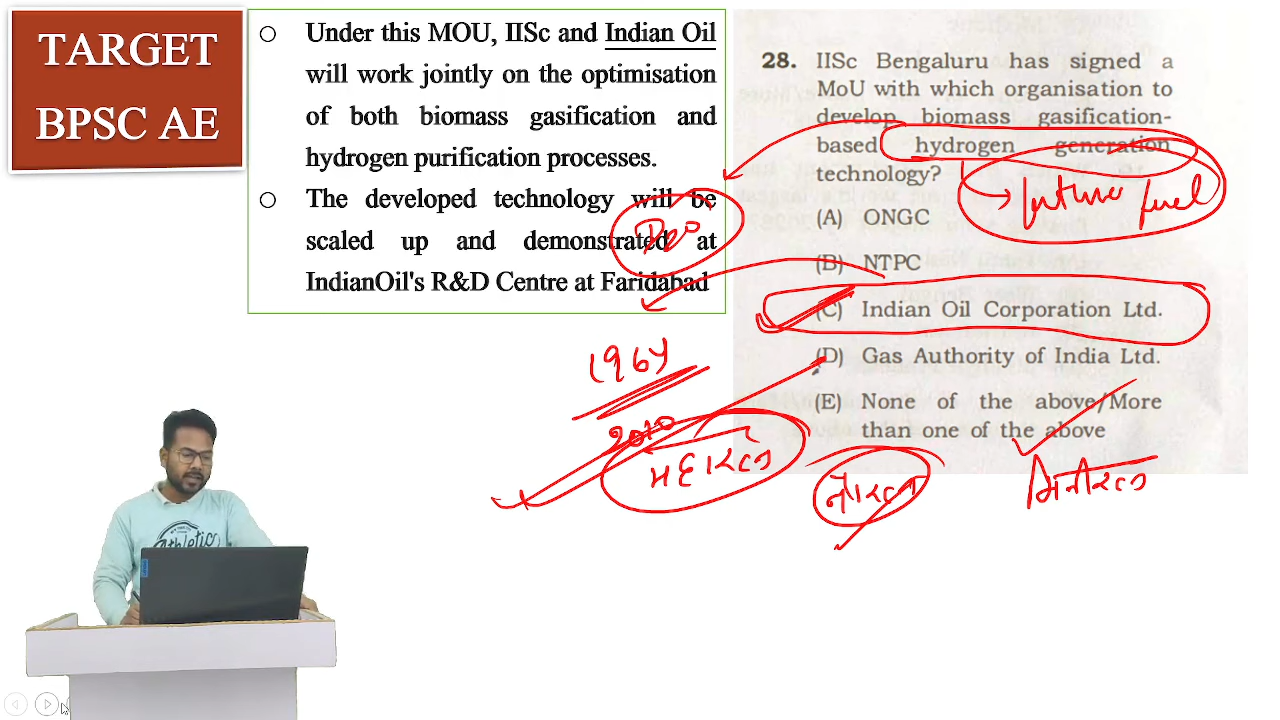 TARGET
BPSC AE
○ Under this MOU, IISc and Indian Oil
will work jointly on the optimisation
of both biomass gasification and
hydrogen purification processes.
○ The developed technology will be
scaled up and demonstrated at
IndianOil's R&D Centre at Faridabad
28. IISc Bengaluru has signed a
MoU with which organisation to
develop biomass gasification-
based hydrogen generation
technology?
(A) ONGC
(B) NTPC
(C) Indian Oil Corporation Ltd.
(D) Gas Authority of India Ltd.
(E) None of the above/More
than one of the above
→ future fuel
1964
2010
महारत्न
नौरत्न
मिनीरत्न